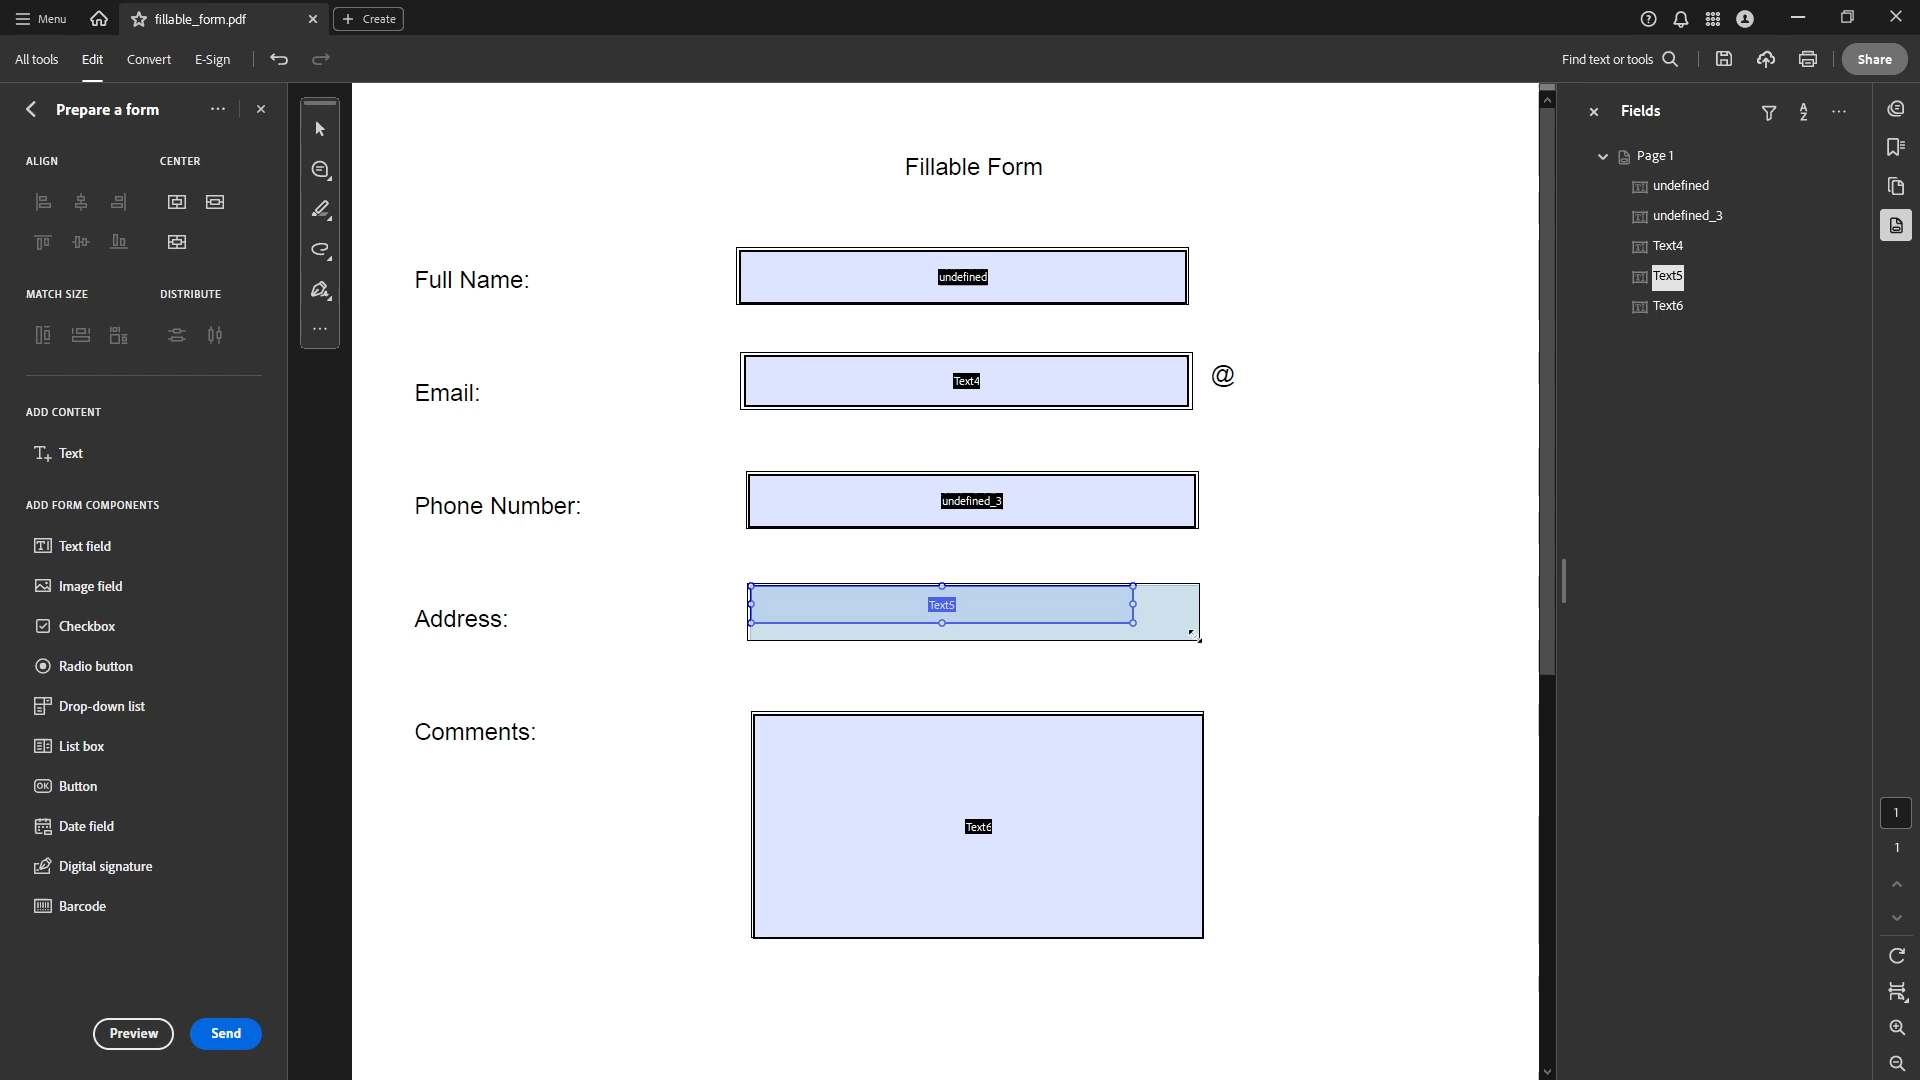 Menu
fillable_form.pdf
Create
All tools
Edit
Convert
E-Sign
Find text or tools
Share
Prepare a form
ALIGN
CENTER
MATCH SIZE
DISTRIBUTE
ADD CONTENT
Text
ADD FORM COMPONENTS
Text field
Image field
Checkbox
Radio button
Drop-down list
List box
OK Button
Date field
Digital signature
Barcode
Preview
Send
Fillable Form
Full Name:
undefined
Email:
Text4
@
Phone Number:
undefined_3
Address:
Text5
Comments:
Text6
Fields
Page 1
undefined
undefined_3
Text4
Text5
Text6
1
1